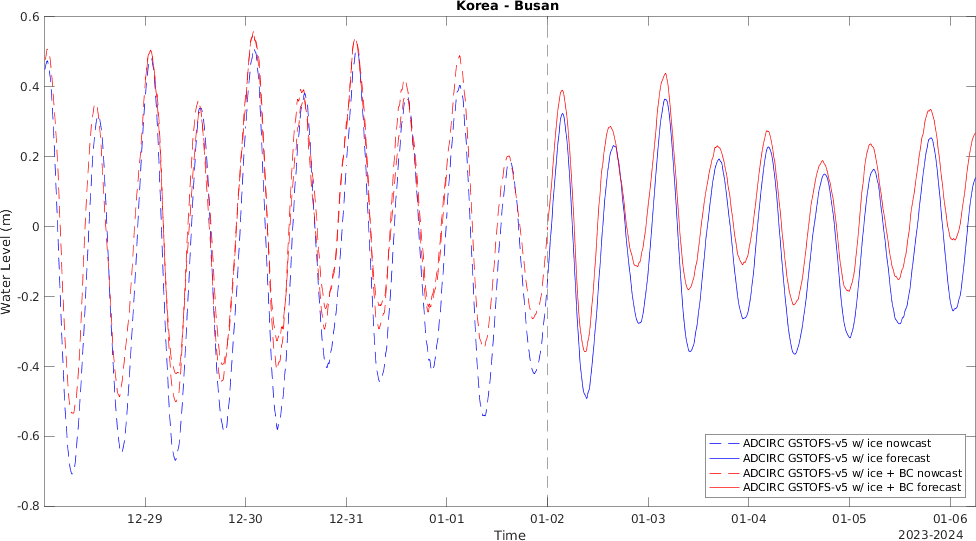 Korea - Busan
0.6
0.4
0.2
0
-0.2
-0.4
-0.6
-0.8
Water Level (m)
ADCIRC GSTOFS-v5 w/ ice nowcast
ADCIRC GSTOFS-v5 w/ ice forecast
ADCIRC GSTOFS-v5 w/ ice + BC nowcast
ADCIRC GSTOFS-v5 w/ ice + BC forecast
12-29 12-30 12-31 01-01 01-02 01-03 01-04 01-05 01-06
Time
2023-2024